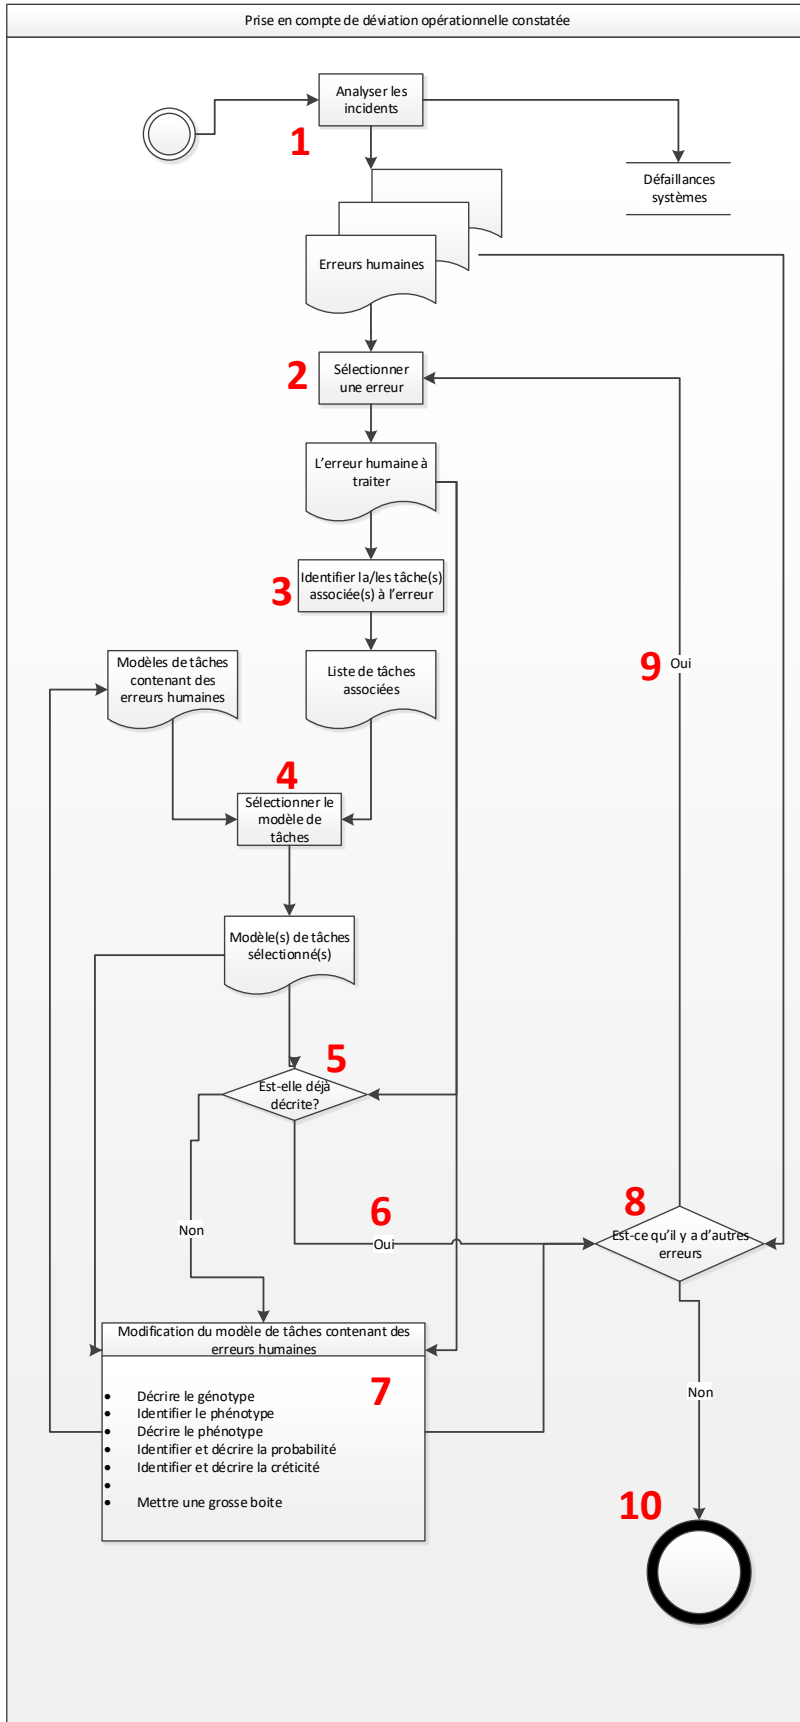 Prise en compte de déviation opérationnelle constatée
Analyser les
incidents
1
Défaillances
systèmes
Erreurs humaines
2
Sélectionner
une erreur
L'erreur humaine à
traiter
3
Identifier la/les tâche(s)
associée(s) à l'erreur
9
Oui
Modèles de tâches
contenant des
erreurs humaines
Liste de tâches
associées
4
Sélectionner le
modèle de
tâches
Modèle(s) de tâches
sélectionné(s)
5
Est-elle déjà
décrite?
6
Oui
Non
8
Est-ce qu'il y a d'autres
erreurs
Modification du modèle de tâches contenant des
erreurs humaines
7
• Décrire le génotype
• Identifier le phénotype
• Décrire le phénotype
• Identifier et décrire la probabilité
• Identifier et décrire la créticité
•
• Mettre une grosse boite
Non
10